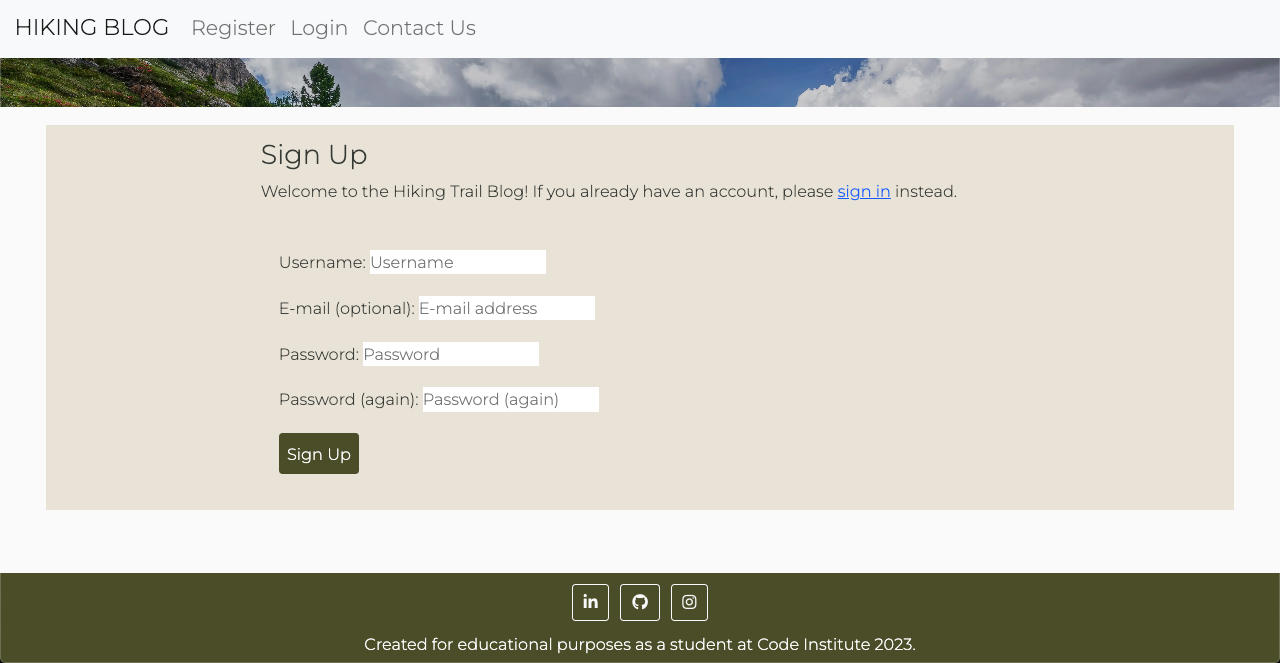 HIKING BLOG Register Login Contact Us
Sign Up
Welcome to the Hiking Trail Blog! If you already have an account, please sign in instead.
Username: Username
E-mail (optional): E-mail address
Password: Password
Password (again): Password (again)
Sign Up
in
Created for educational purposes as a student at Code Institute 2023.